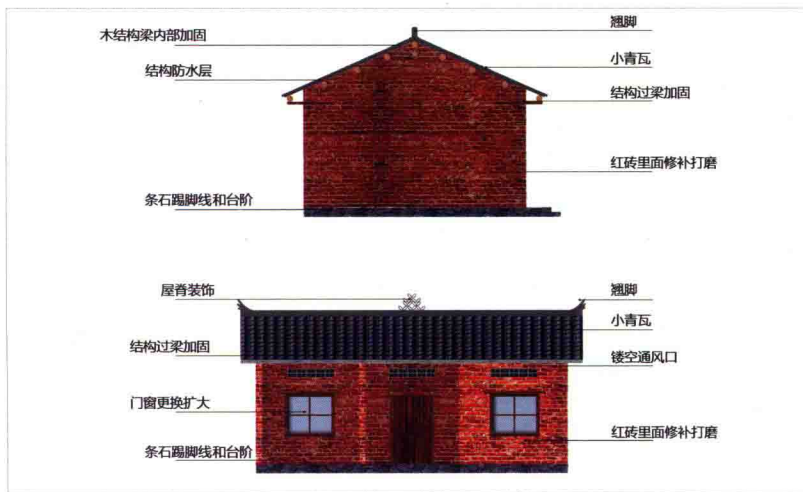 翘脚
木结构梁内部加固
小青瓦
结构防水层
结构过梁加固
红砖里面修补打磨
条石踢脚线和台阶
屋脊装饰
翘脚
小青瓦
结构过梁加固
镂空通风口
门窗更换扩大
红砖里面修补打磨
条石踢脚线和台阶